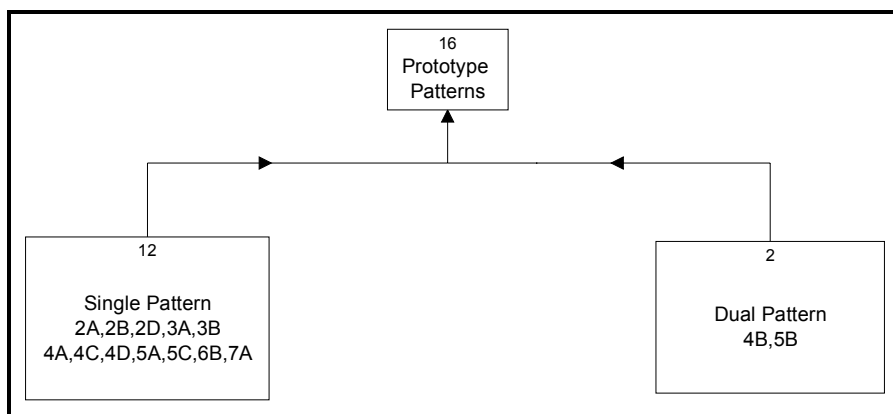 16
Prototype
Patterns
12
Single Pattern
2A,2B,2D,3A,3B
4A,4C,4D,5A,5C,6B,7A
2
Dual Pattern
4B,5B